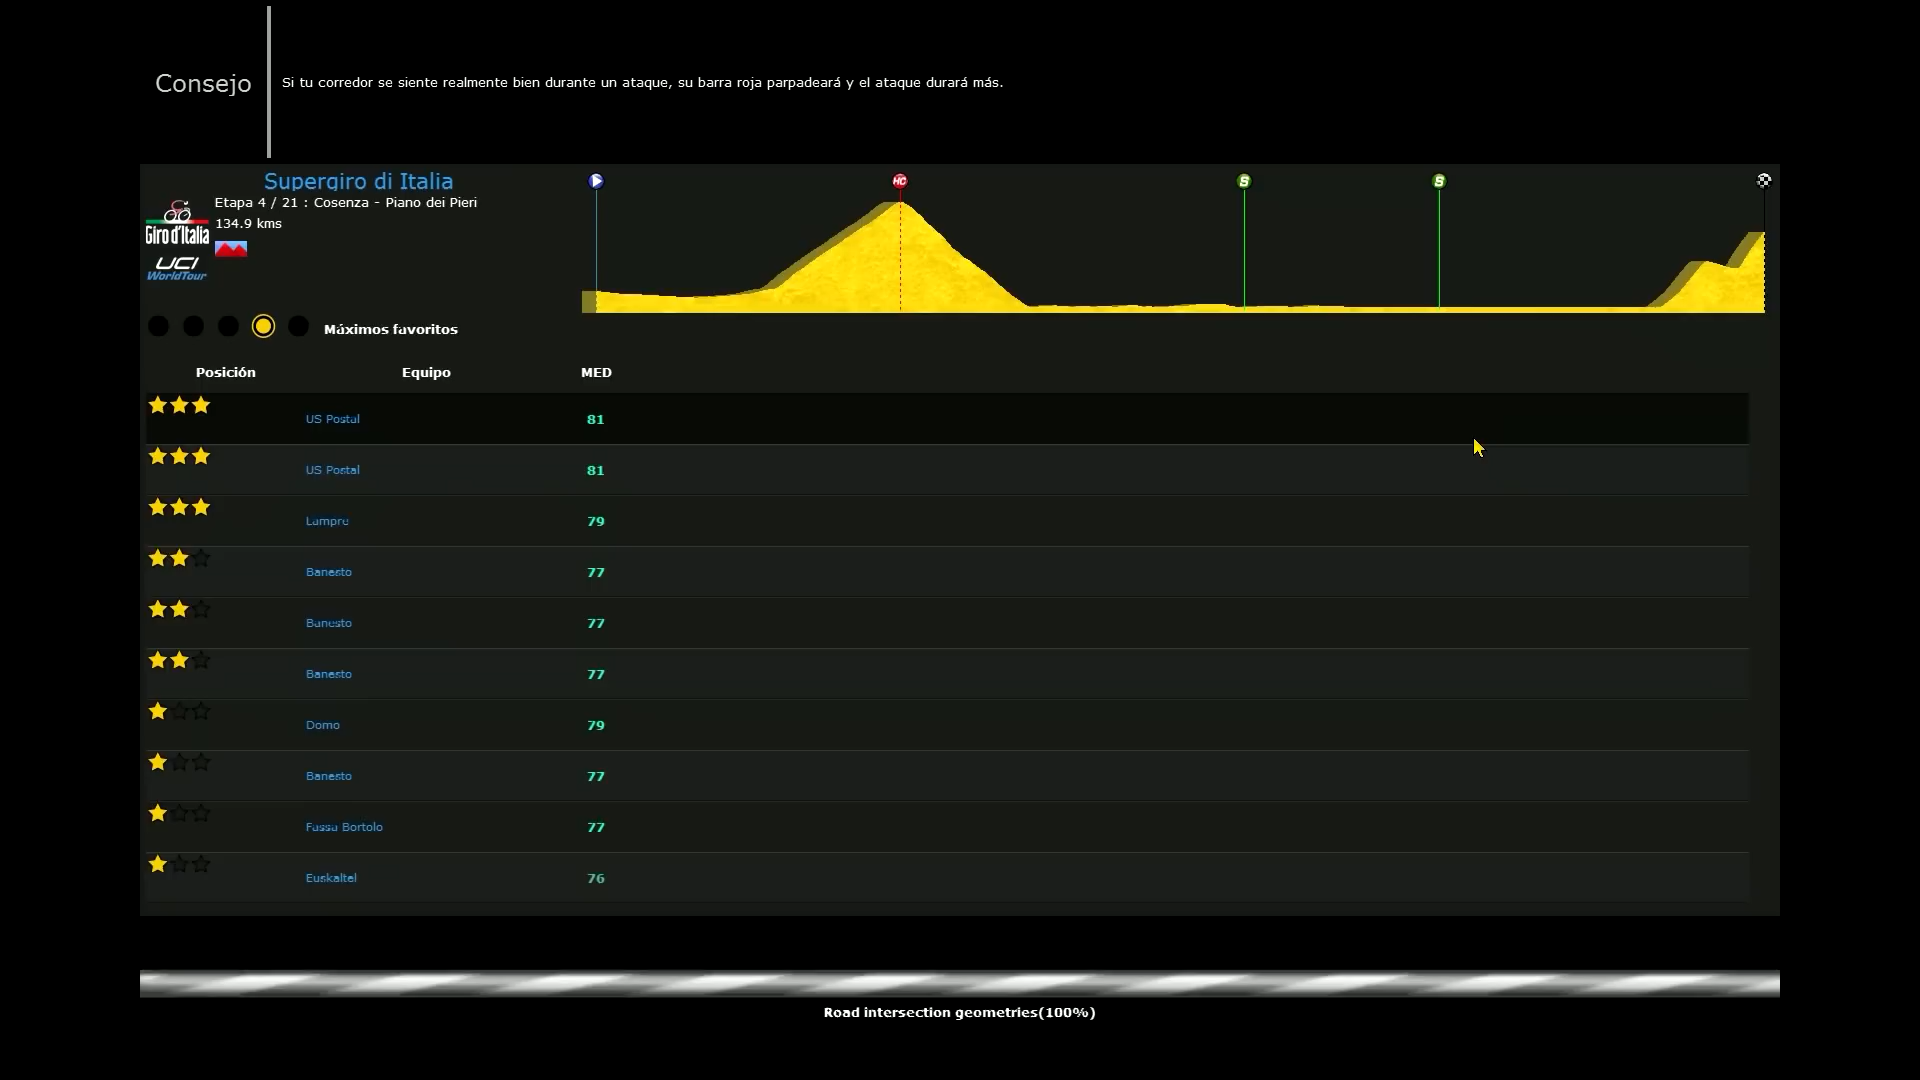 Consejo
Si tu corredor se siente realmente bien durante un ataque, su barra roja parpadeará y el ataque durará más.
Supergiro di Italia
Etapa 4 / 21 : Cosenza - Piano dei Pieri
134.9 kms
Giro d'Italia
UCI
WorldTour
HC
S
S
Máximos favoritos
Posición Equipo MED
US Postal 81
US Postal 81
Lampre 79
Banesto 77
Banesto 77
Banesto 77
Domo 79
Banesto 77
Fassa Bortolo 77
Euskaltel 76
Road intersection geometries(100%)